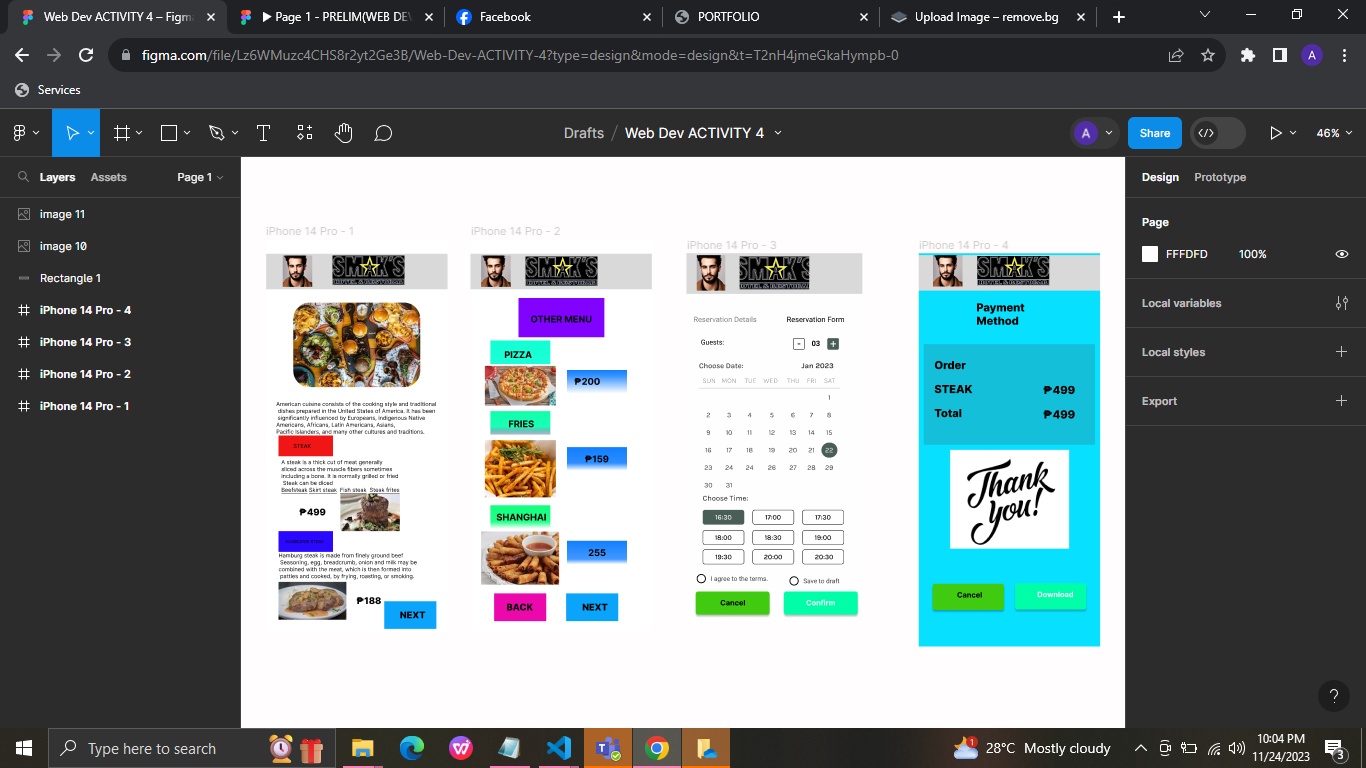 Web Dev ACTIVITY 4 – Figma
Page 1 - PRELIM(WEB DEV
Facebook
PORTFOLIO
Upload Image – remove.bg
figma.com/file/Lz6WMuzc4CHS8r2yt2Ge3B/Web-Dev-ACTIVITY-4?type=design&mode=design&t=T2nH4jmeGkaHympb-0
A
Services
Drafts / Web Dev ACTIVITY 4
A
Share
46%
Layers
Assets
Page 1
image 11
image 10
Rectangle 1
iPhone 14 Pro - 4
iPhone 14 Pro - 3
iPhone 14 Pro - 2
iPhone 14 Pro - 1
iPhone 14 Pro - 1
SMAK'S
HOTEL & RESTORAN
American cuisine consists of the cooking style and traditional
dishes prepared in the United States of America. It has been
significantly influenced by Europeans, Indigenous Native
Americans, Africans, Latin Americans, Asians,
Pacific Islanders, and many other cultures and traditions.
STEAK
A steak is a thick cut of meat generally
sliced across the muscle fibers sometimes
including a bone. It is normally grilled or fried
Steak can be diced
Beefsteak Skirt steak Fish steak Steak frites
₱499
HAMBURG STEAK
Hamburg steak is made from finely ground beef
Seasoning, egg, breadcrumb, onion and milk may be
combined with the meat, which is then formed into
patties and cooked, by frying, roasting, or smoking.
₱188
NEXT
iPhone 14 Pro - 2
SMAK'S
HOTEL & RESTORAN
OTHER MENU
PIZZA
₱200
FRIES
₱159
SHANGHAI
255
BACK
NEXT
iPhone 14 Pro - 3
SMAK'S
HOTEL & RESTORAN
Reservation Details
Reservation Form
Guests:
- 03 +
Choose Date:
Jan 2023
SUN MON TUE WED THU FRI SAT
1
2 3 4 5 6 7 8
9 10 11 12 13 14 15
16 17 18 19 20 21 22
23 24 24 26 27 28 29
30 31
Choose Time:
16:30 17:00 17:30
18:00 18:30 19:00
19:30 20:00 20:30
I agree to the terms.
Save to draft
Cancel
Confirm
iPhone 14 Pro - 4
SMAK'S
HOTEL & RESTORAN
Payment
Method
Order
STEAK ₱499
Total ₱499
Thank
you!
Cancel
Download
Design
Prototype
Page
FFFDFD 100%
Local variables
Local styles
Export
?
Type here to search
28°C Mostly cloudy
10:04 PM
11/24/2023
3